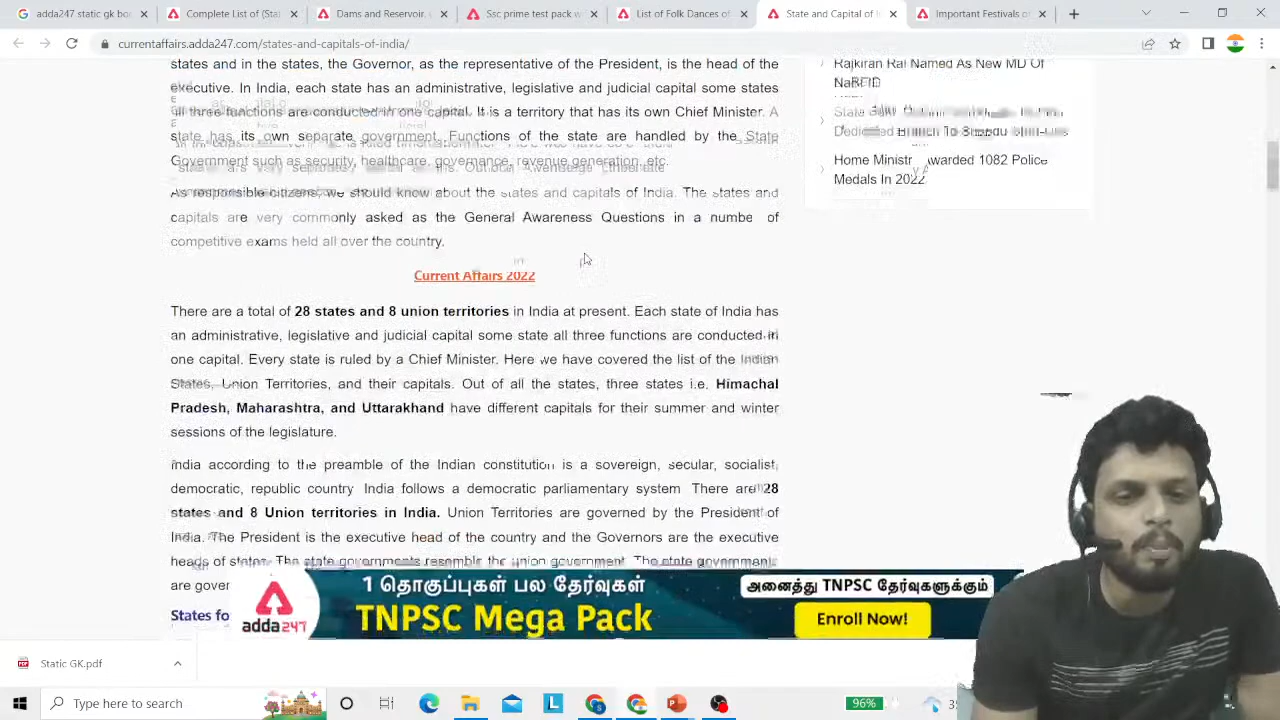 adda247 static gk bo
Complete List of (Stat
Dams and Reservoir
Ssc prime test pack wi
List of Folk Dances of
State and Capital of I
Important Festivals o
currentaffairs.adda247.com/states-and-capitals-of-india/
states and in the states, the Governor, as the representative of the President, is the head of the
executive. In India, each state has an administrative, legislative and judicial capital some states
all three functions are conducted in one capital. It is a territory that has its own Chief Minister. A
state has its own separate government. Functions of the state are handled by the State
Government such as security, healthcare, governance, revenue generation, etc.
As responsible citizens, we should know about the states and capitals of India. The states and
capitals are very commonly asked as the General Awareness Questions in a number of
competitive exams held all over the country.
Current Affairs 2022
There are a total of 28 states and 8 union territories in India at present. Each state of India has
an administrative, legislative and judicial capital some state all three functions are conducted in
one capital. Every state is ruled by a Chief Minister. Here we have covered the list of the Indian
States, Union Territories, and their capitals. Out of all the states, three states i.e. Himachal
Pradesh, Maharashtra, and Uttarakhand have different capitals for their summer and winter
sessions of the legislature.
India according to the preamble of the Indian constitution is a sovereign, secular, socialist,
democratic, republic country India follows a democratic parliamentary system There are 28
states and 8 Union territories in India. Union Territories are governed by the President of
India. The President is the executive head of the country and the Governors are the executive
heads of states. The state governments resemble the union government. The state governments
are gover
States fo
Rajkiran Rai Named As New MD Of
NaBFID
Home Ministr Awarded 1082 Police
Medals In 2022
adda247
1 தொகுப்புகள் பல தேர்வுகள்
TNPSC Mega Pack
அனைத்து TNPSC தேர்வுகளுக்கும்
Enroll Now!
Static GK.pdf
Type here to sea
96%